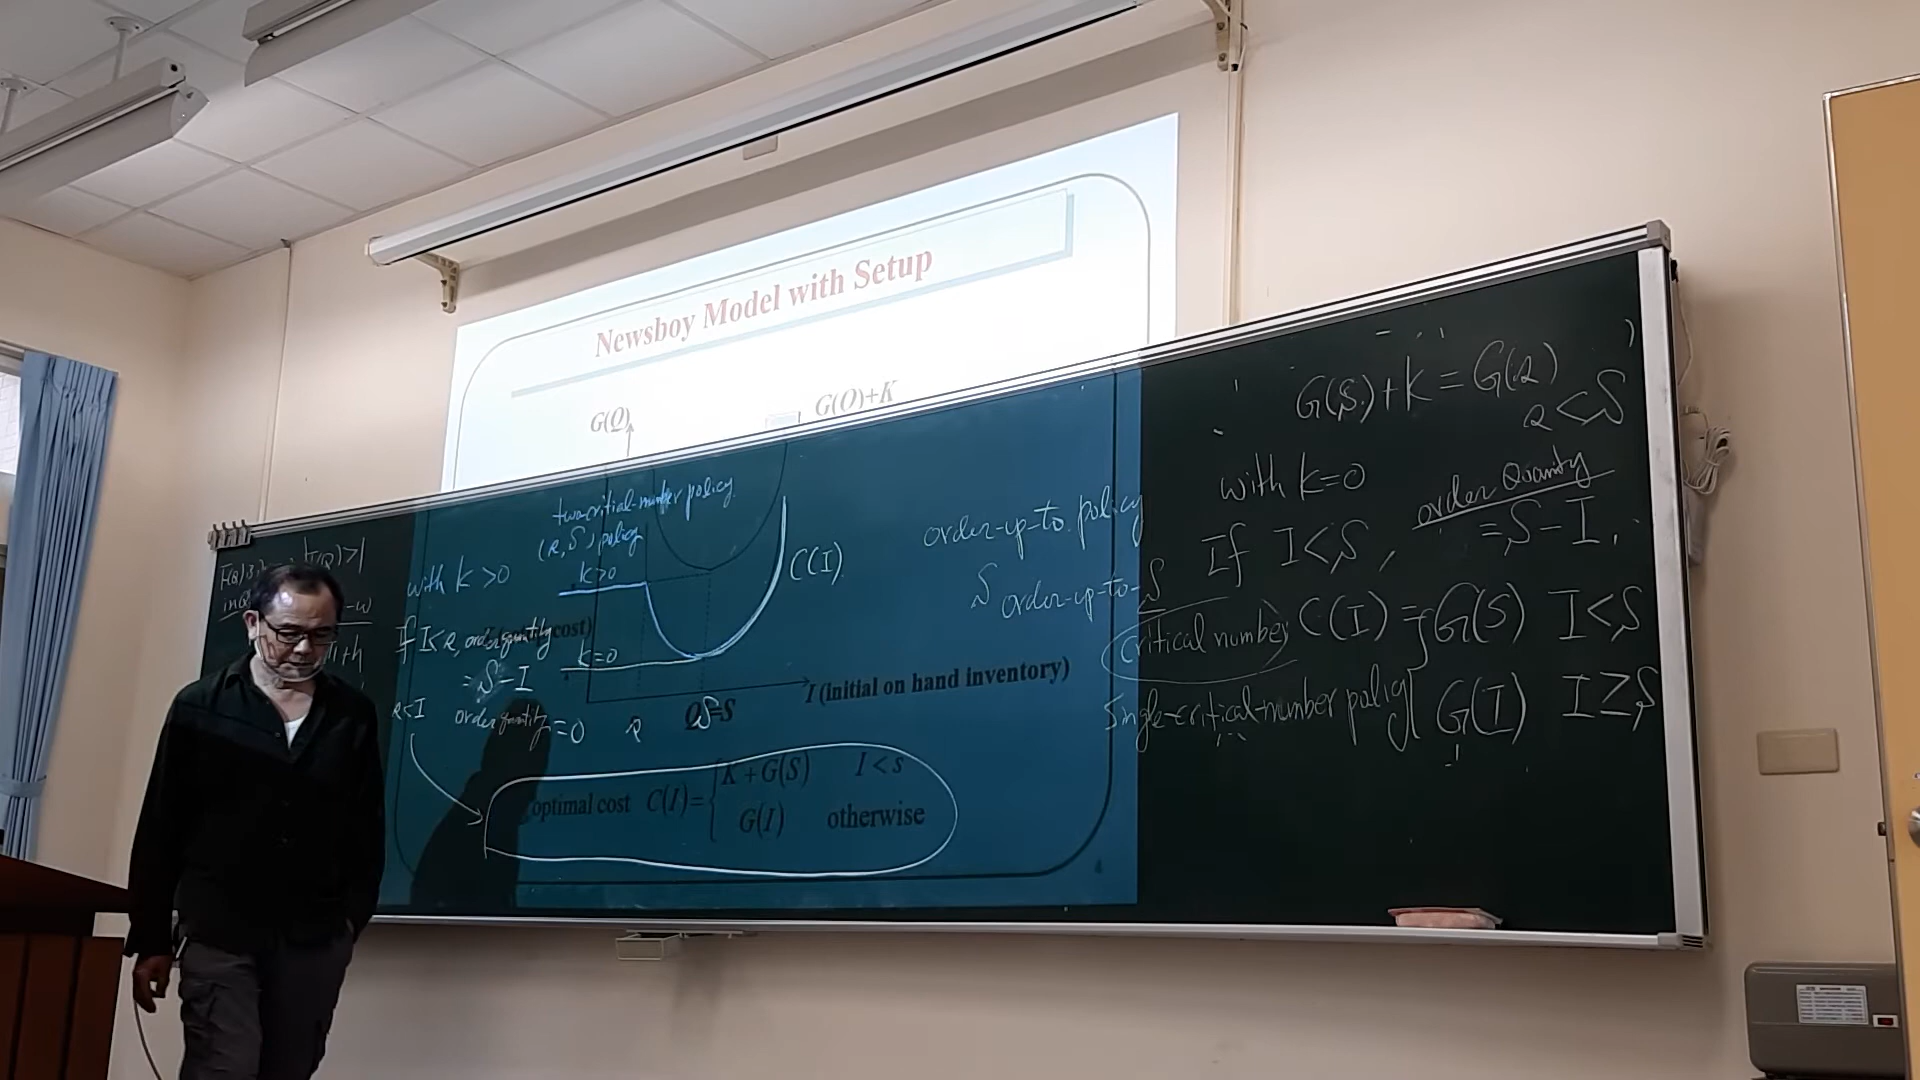 Newsboy Model with Setup
G(Q)
G(Q)+K
two-critical-number policy
(s, S) policy
with k >0
k>0
C(I)
If I<s, order quantity
= S-I
k=0
cost)
s<I order quantity =0
s
S
Q*=S
I (initial on hand inventory)
optimal cost C(I)= K+G(S) I<s
G(I) otherwise
4
order-up-to policy
S order-up-to-S
G(S)+K=G(s)
s<S
with k=0
order Quantity
If I<S, =S-I.
critical number C(I)= G(S) I<S
Single-critical-number policy G(I) I≥S